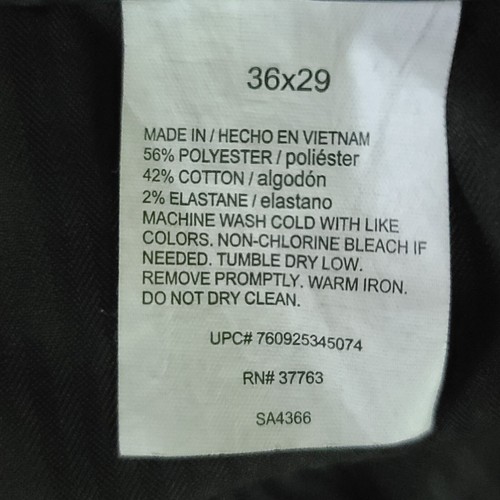 36x29
MADE IN / HECHO EN VIETNAM
56% POLYESTER / poliéster
42% COTTON / algodón
2% ELASTANE / elastano
MACHINE WASH COLD WITH LIKE
COLORS. NON-CHLORINE BLEACH IF
NEEDED. TUMBLE DRY LOW.
REMOVE PROMPTLY. WARM IRON.
DO NOT DRY CLEAN.
UPC# 760925345074
RN# 37763
SA4366